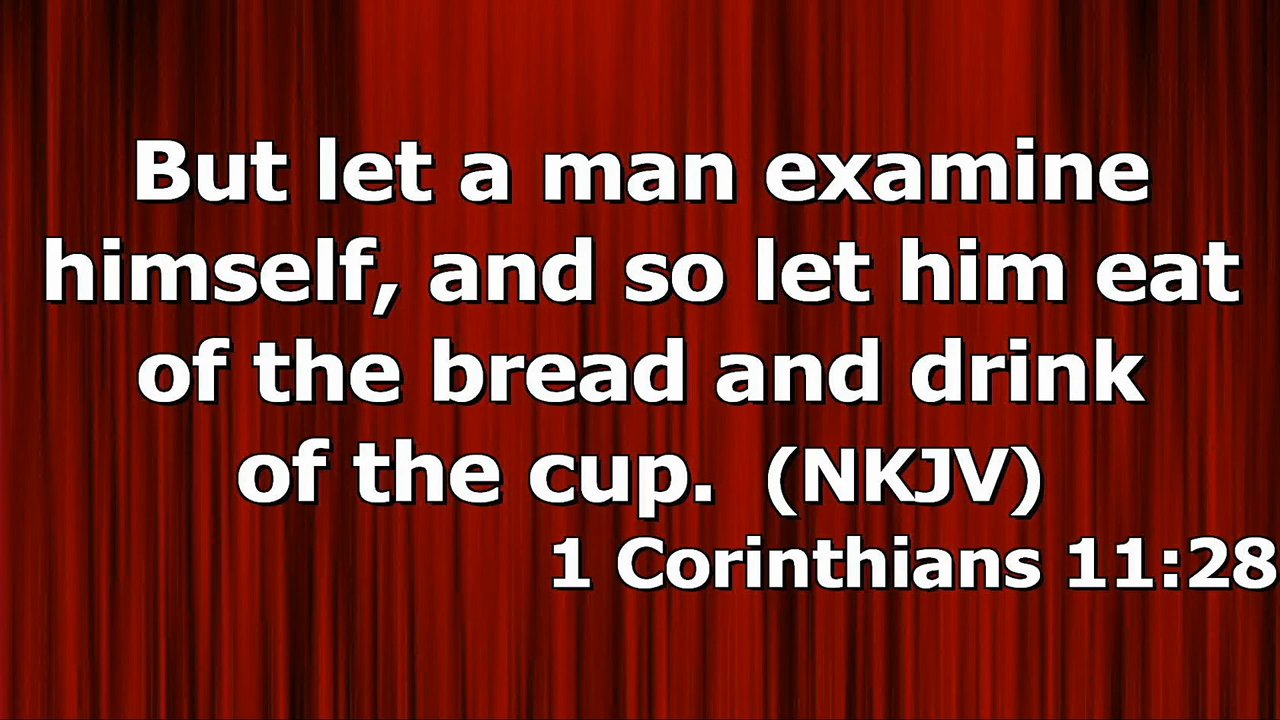 But let a man examine
himself, and so let him eat
of the bread and drink
of the cup.  (NKJV)
1 Corinthians 11:28